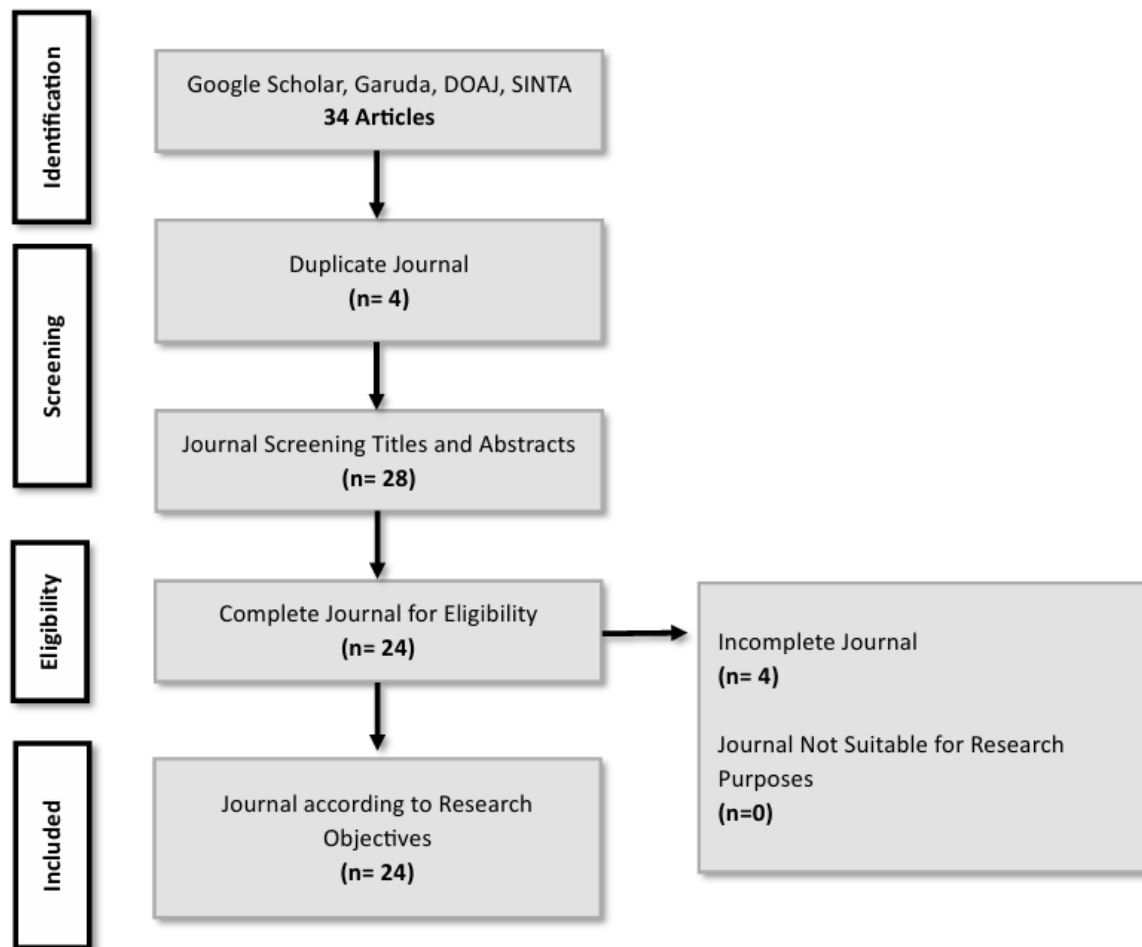 Identification
Google Scholar, Garuda, DOAJ, SINTA
34 Articles
Screening
Duplicate Journal
(n= 4)
Journal Screening Titles and Abstracts
(n= 28)
Eligibility
Complete Journal for Eligibility
(n= 24)
Incomplete Journal
(n= 4)
Journal Not Suitable for Research
Purposes
(n=0)
Included
Journal according to Research
Objectives
(n= 24)